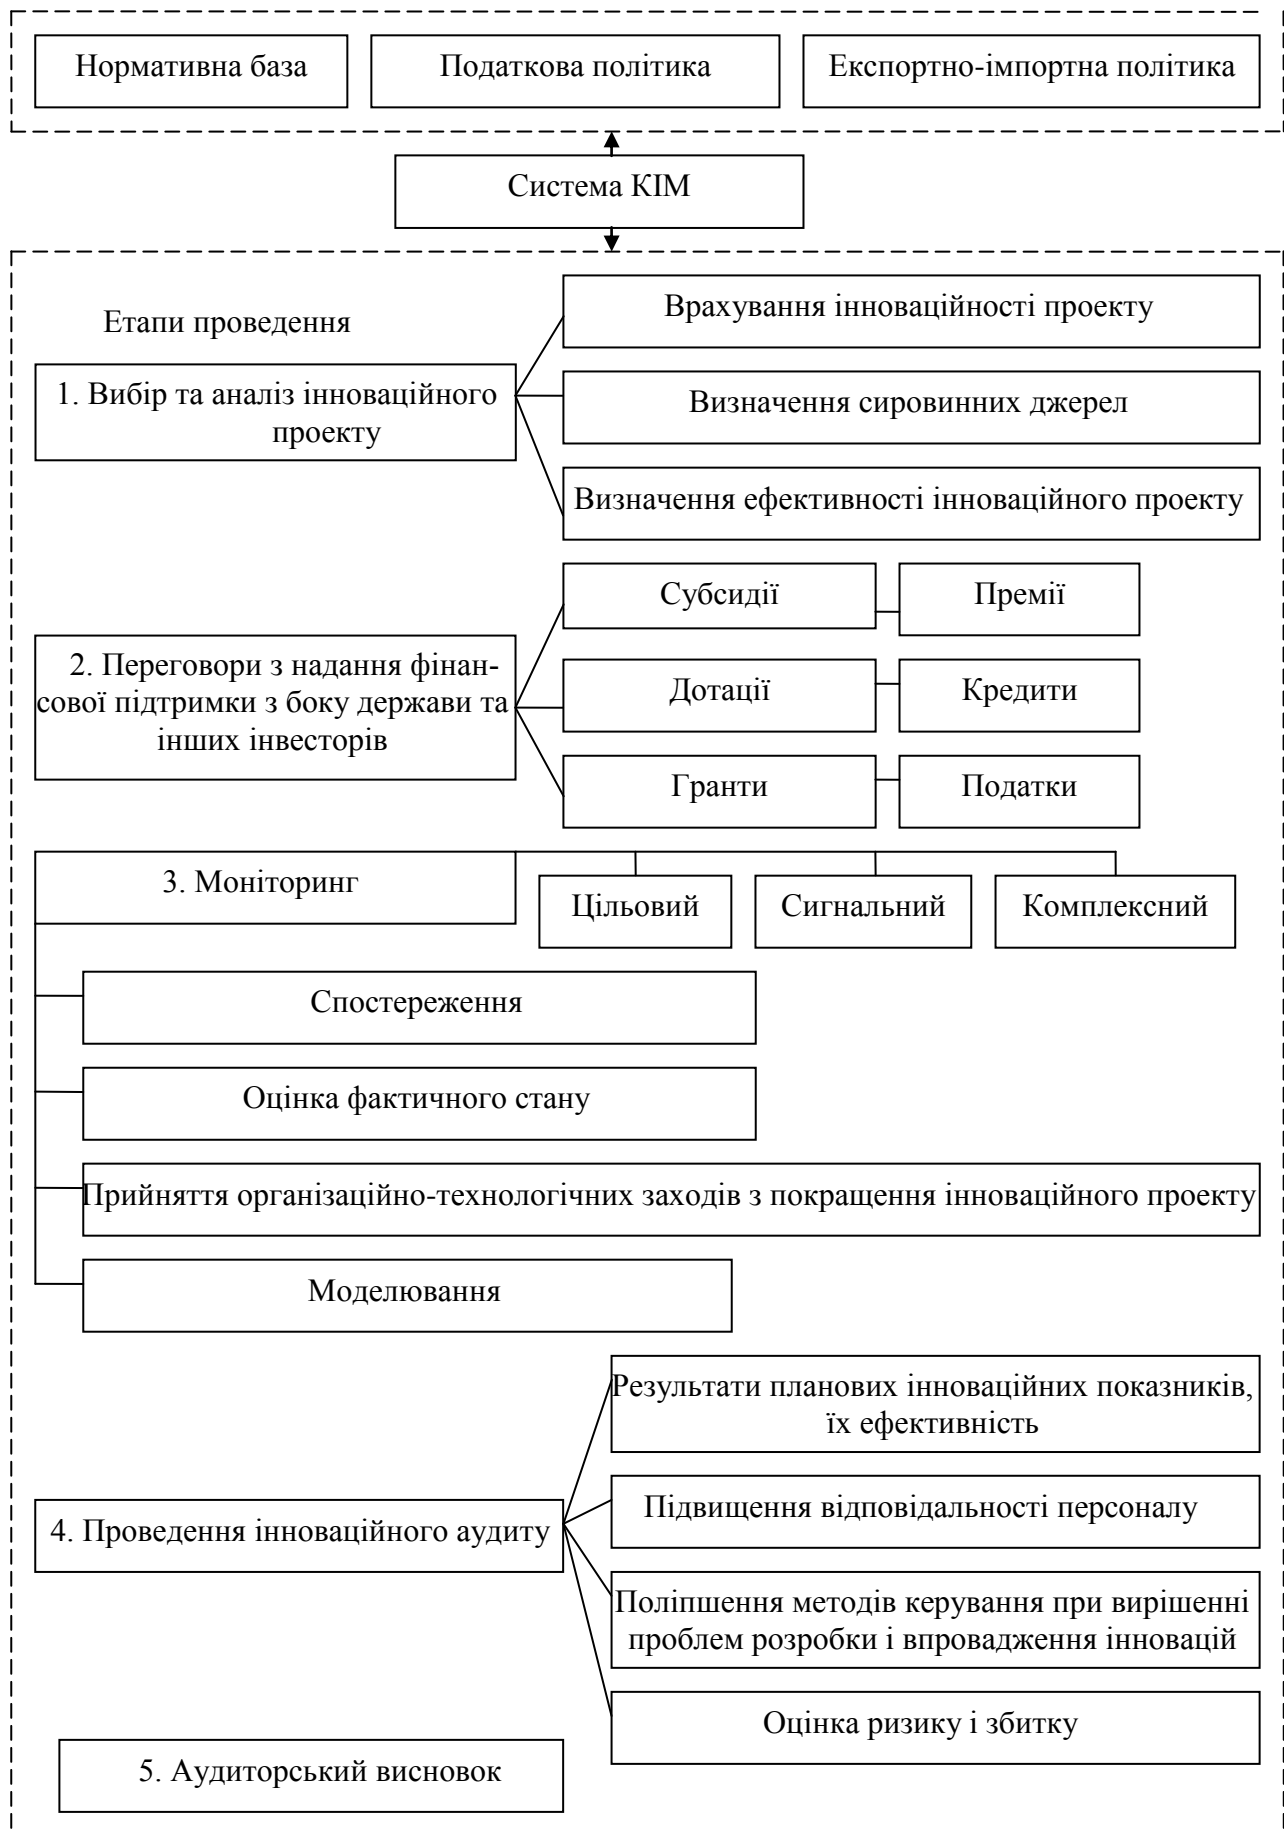 Нормативна база
Податкова політика
Експортно-імпортна політика
Система КІМ
Етапи проведення
Врахування інноваційності проекту
1. Вибір та аналіз інноваційного
проекту
Визначення сировинних джерел
Визначення ефективності інноваційного проекту
Субсидії
Премії
2. Переговори з надання фінан-
сової підтримки з боку держави та
інших інвесторів
Дотації
Кредити
Гранти
Податки
3. Моніторинг
Цільовий
Сигнальний
Комплексний
Спостереження
Оцінка фактичного стану
Прийняття організаційно-технологічних заходів з покращення інноваційного проекту
Моделювання
Результати планових інноваційних показників,
їх ефективність
4. Проведення інноваційного аудиту
Підвищення відповідальності персоналу
Поліпшення методів керування при вирішенні
проблем розробки і впровадження інновацій
Оцінка ризику і збитку
5. Аудиторський висновок